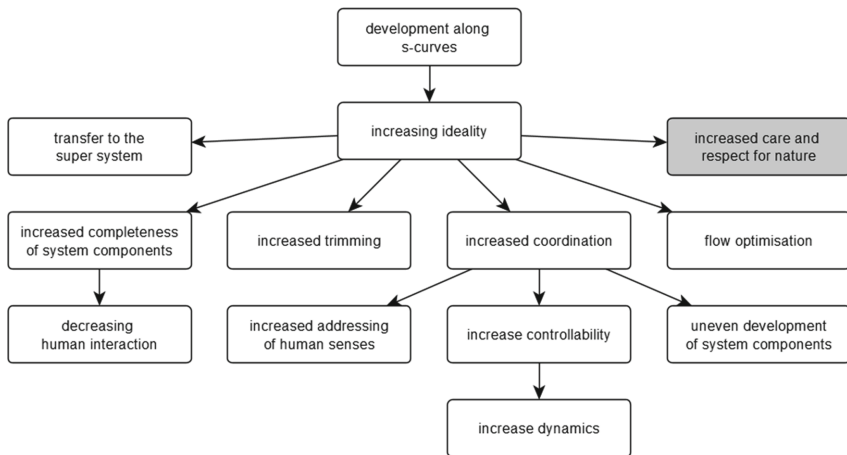 development along
s-curves
increasing ideality
transfer to the
super system
increased care and
respect for nature
increased completeness
of system components
increased trimming
increased coordination
flow optimisation
decreasing
human interaction
increased addressing
of human senses
increase controllability
uneven development
of system components
increase dynamics